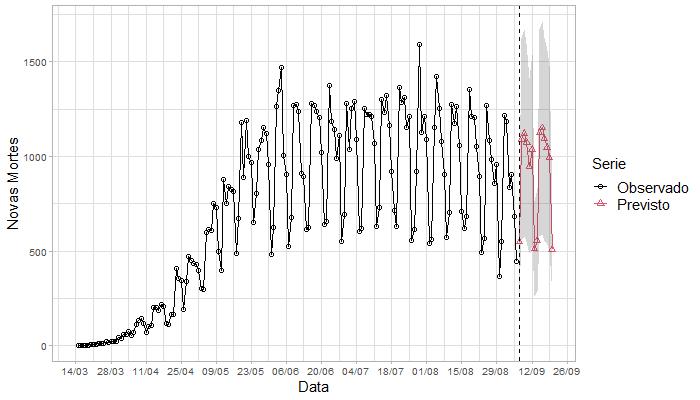 1500
1000
500
0
Novas Mortes
14/03 28/03 11/04 25/04 09/05 23/05 06/06 20/06 04/07 18/07 01/08 15/08 29/08 12/09 26/09
Data
Serie
Observado
Previsto